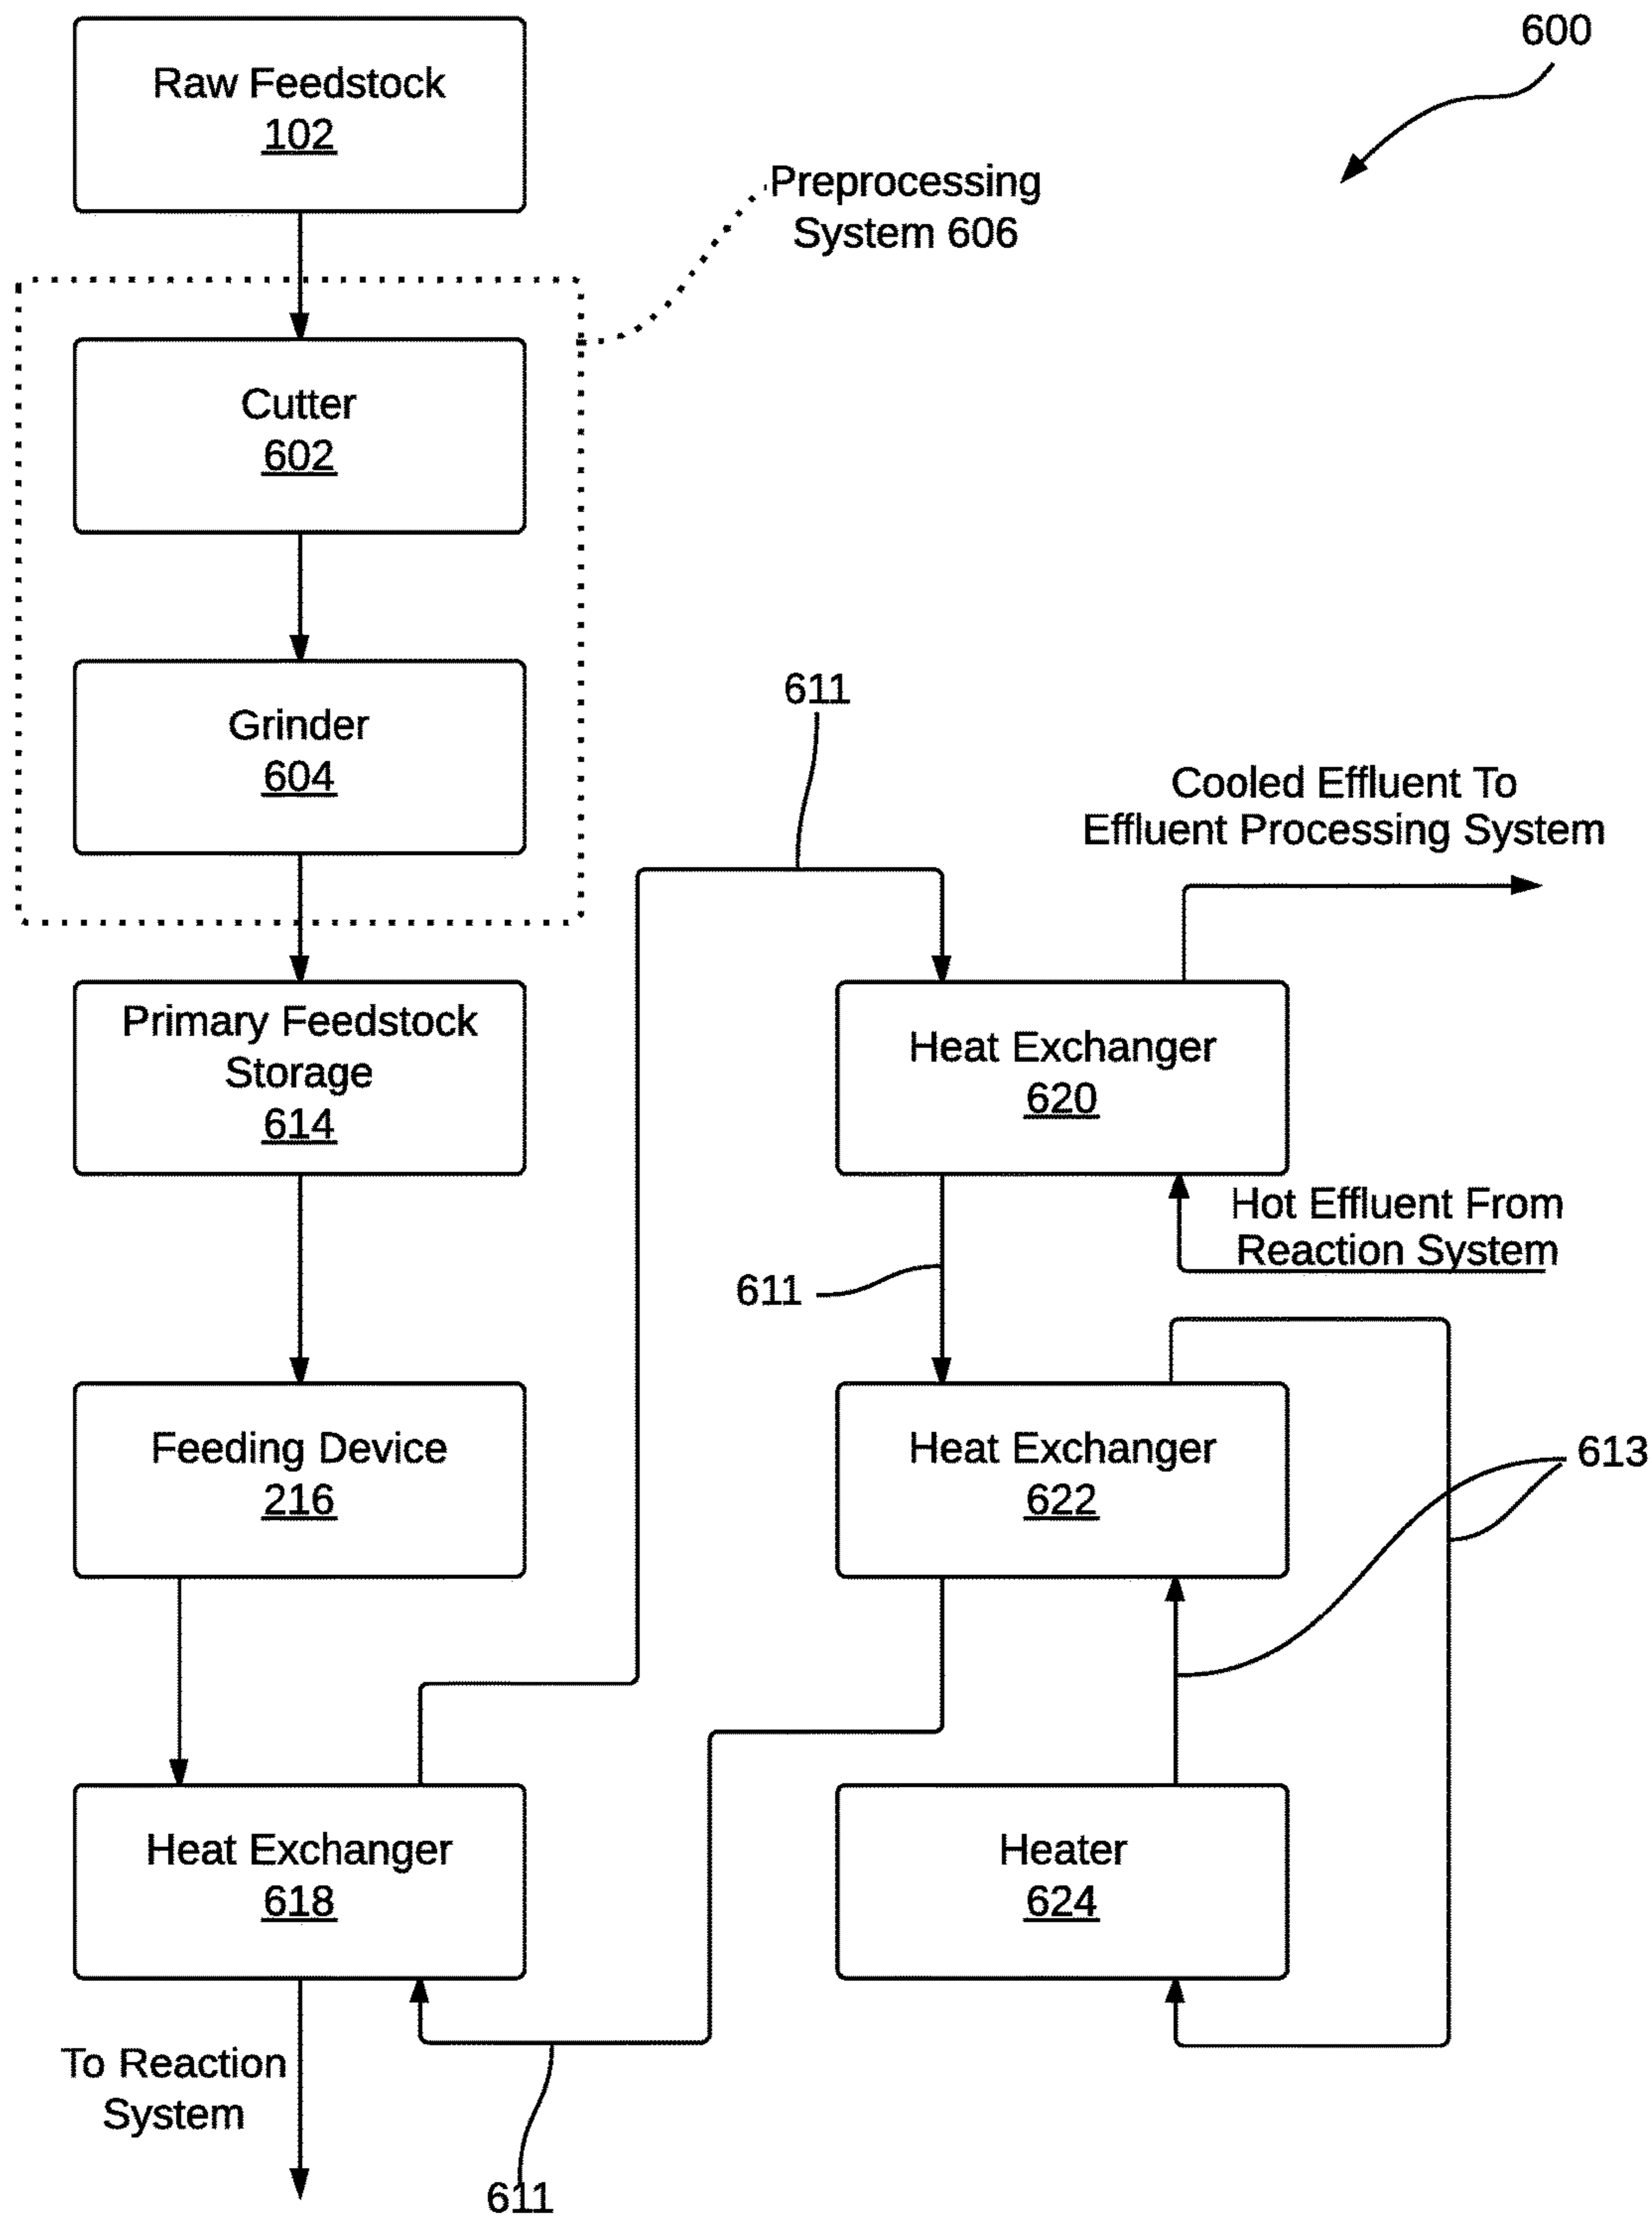 600
Raw Feedstock
102
Preprocessing
System 606
Cutter
602
Grinder
604
611
Cooled Effluent To
Effluent Processing System
Primary Feedstock
Storage
614
Heat Exchanger
620
Hot Effluent From
Reaction System
611
Feeding Device
216
Heat Exchanger
622
613
Heat Exchanger
618
Heater
624
To Reaction
System
611